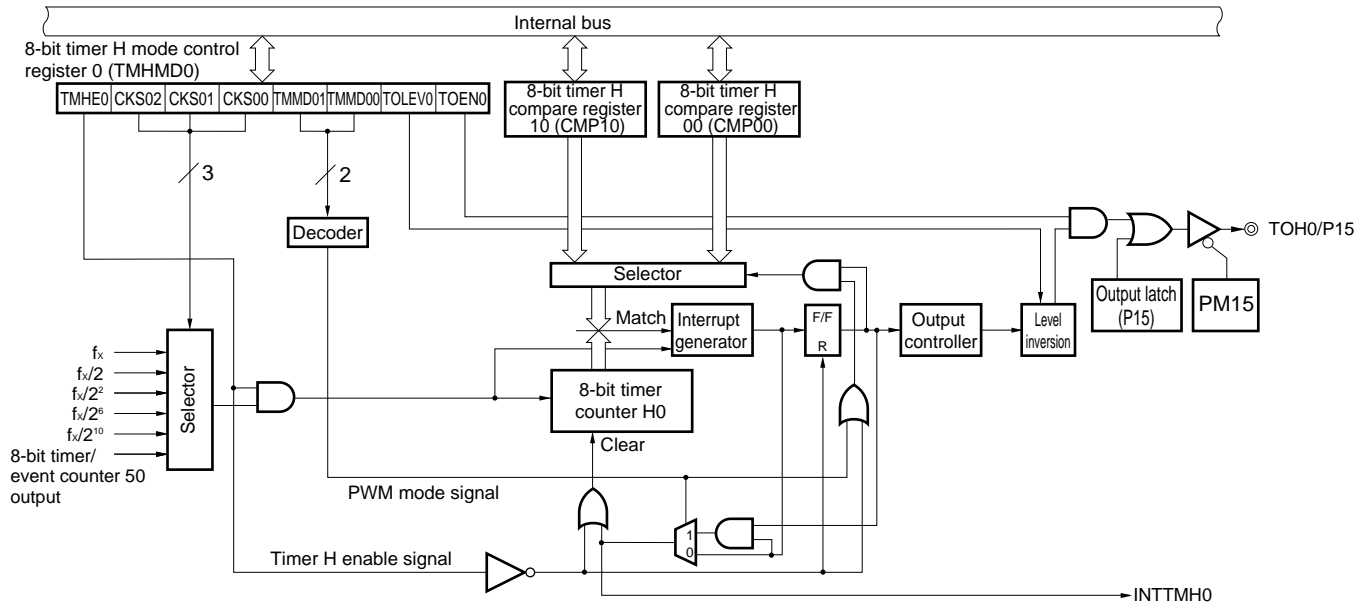 Internal bus
8-bit timer H mode control
register 0 (TMHMD0)
TMHE0 CKS02 CKS01 CKS00 TMMD01 TMMD00 TOLEV0 TOEN0
8-bit timer H
compare register
10 (CMP10)
8-bit timer H
compare register
00 (CMP00)
3
2
Decoder
TOH0/P15
Selector
Output latch
(P15)
PM15
Match
Interrupt
generator
F/F
R
Output
controller
Level
inversion
fX
fX/2
fX/2²
fX/2⁶
fX/2¹⁰
8-bit timer/
event counter 50
output
Selector
8-bit timer
counter H0
Clear
PWM mode signal
1
0
Timer H enable signal
INTTMH0